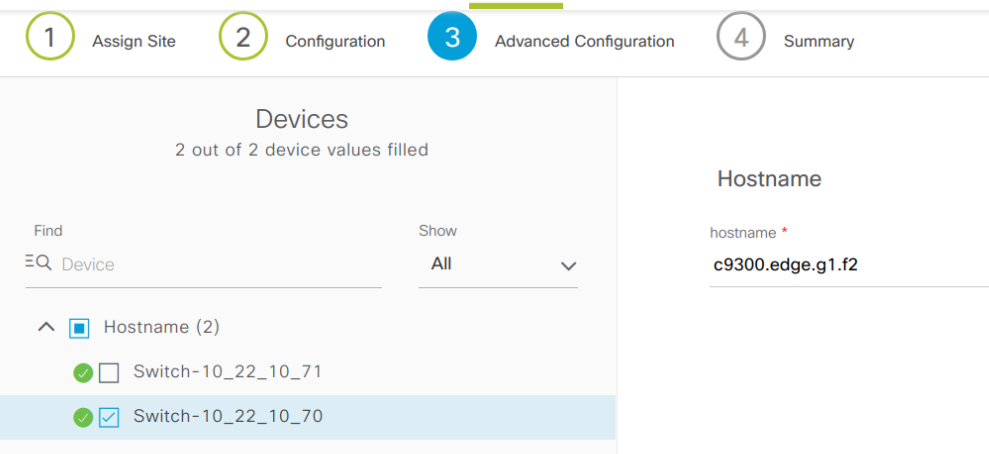 1 Assign Site 2 Configuration 3 Advanced Configuration 4 Summary
Devices
2 out of 2 device values filled
Find Show
Device All
Hostname (2)
Switch-10_22_10_71
Switch-10_22_10_70
Hostname
hostname *
c9300.edge.g1.f2